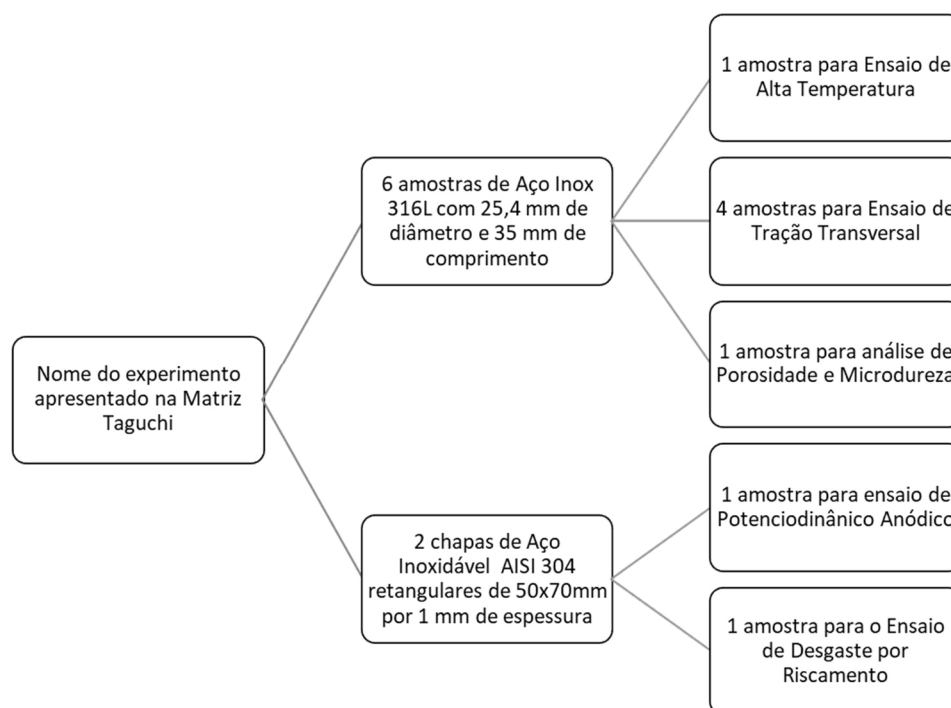 Nome do experimento
apresentado na Matriz
Taguchi
6 amostras de Aço Inox
316L com 25,4 mm de
diâmetro e 35 mm de
comprimento
2 chapas de Aço
Inoxidável AISI 304
retangulares de 50x70mm
por 1 mm de espessura
1 amostra para Ensaio de
Alta Temperatura
4 amostras para Ensaio de
Tração Transversal
1 amostra para análise de
Porosidade e Microdureza
1 amostra para ensaio de
Potenciodinânico Anódico
1 amostra para o Ensaio
de Desgaste por
Riscamento